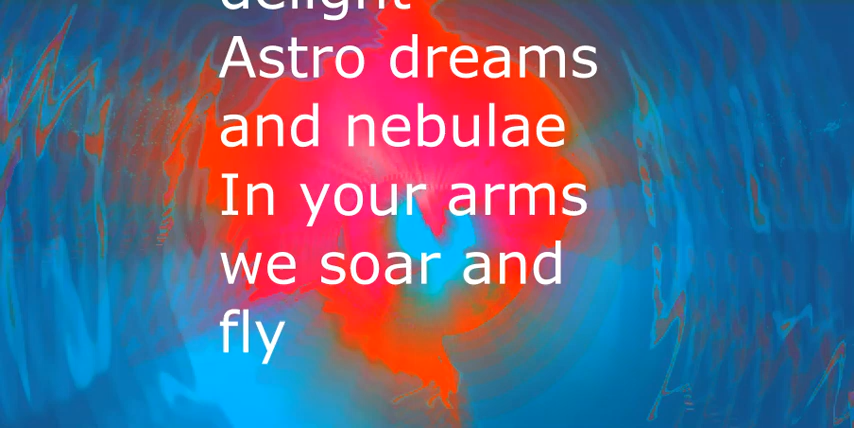 delight
Astro dreams
and nebulae
In your arms
we soar and
fly